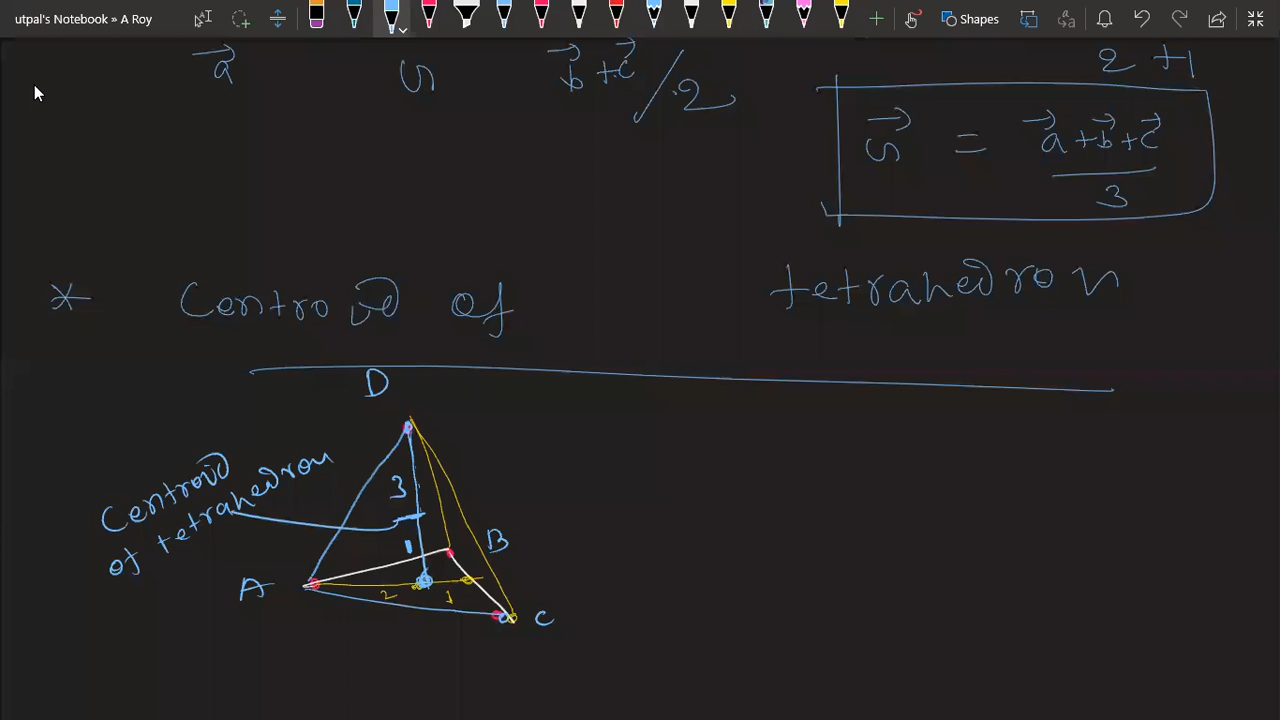 utpal's Notebook » A Roy
Shapes
a⃗ r b⃗ + c⃗ / 2
2 + 1
r⃗ = a⃗ + b⃗ + c⃗
3
* Centroid of tetrahedron
D
Centroid
of tetrahedron
3
1
B
A
2 1
C